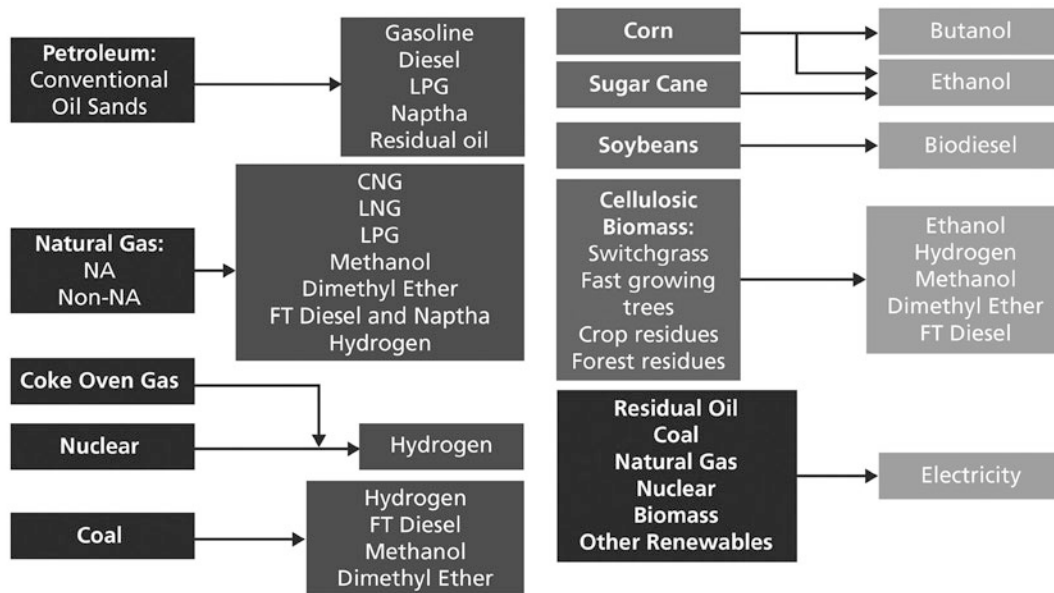 Petroleum:
Conventional
Oil Sands
Gasoline
Diesel
LPG
Naptha
Residual oil
Natural Gas:
NA
Non-NA
CNG
LNG
LPG
Methanol
Dimethyl Ether
FT Diesel and Naptha
Hydrogen
Coke Oven Gas
Nuclear
Hydrogen
Coal
Hydrogen
FT Diesel
Methanol
Dimethyl Ether
Corn
Butanol
Sugar Cane
Ethanol
Soybeans
Biodiesel
Cellulosic
Biomass:
Switchgrass
Fast growing
trees
Crop residues
Forest residues
Ethanol
Hydrogen
Methanol
Dimethyl Ether
FT Diesel
Residual Oil
Coal
Natural Gas
Nuclear
Biomass
Other Renewables
Electricity